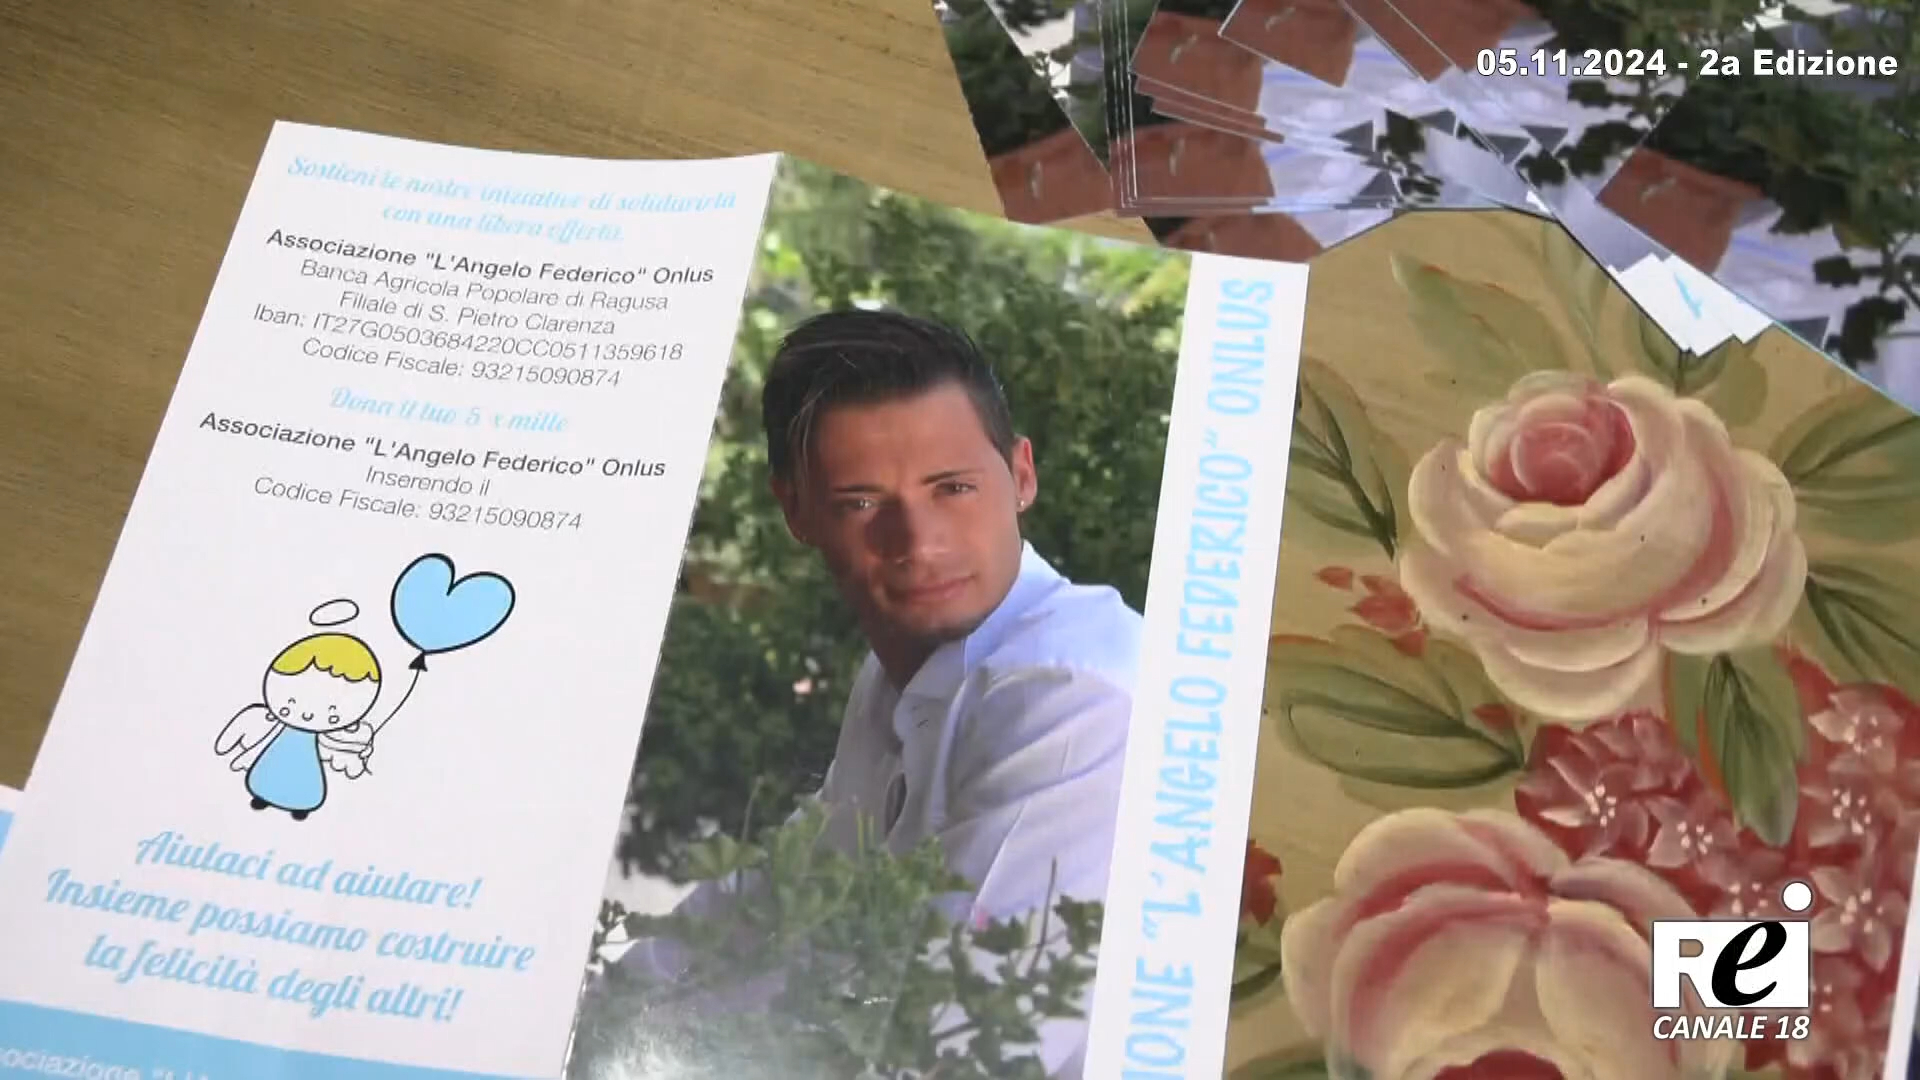 05.11.2024 - 2a Edizione
Sostieni le nostre iniziative di solidarietà
con una libera offerta.
Associazione "L'Angelo Federico" Onlus
Banca Agricola Popolare di Ragusa
Filiale di S. Pietro Clarenza
Iban: IT27G0503684220CC0511359618
Codice Fiscale: 93215090874
Dona il tuo 5 x mille
Associazione "L'Angelo Federico" Onlus
Inserendo il
Codice Fiscale: 93215090874
Aiutaci ad aiutare!
Insieme possiamo costruire
la felicità degli altri!
IONE "L'ANGELO FEDERICO" ONLUS
Rei
CANALE 18